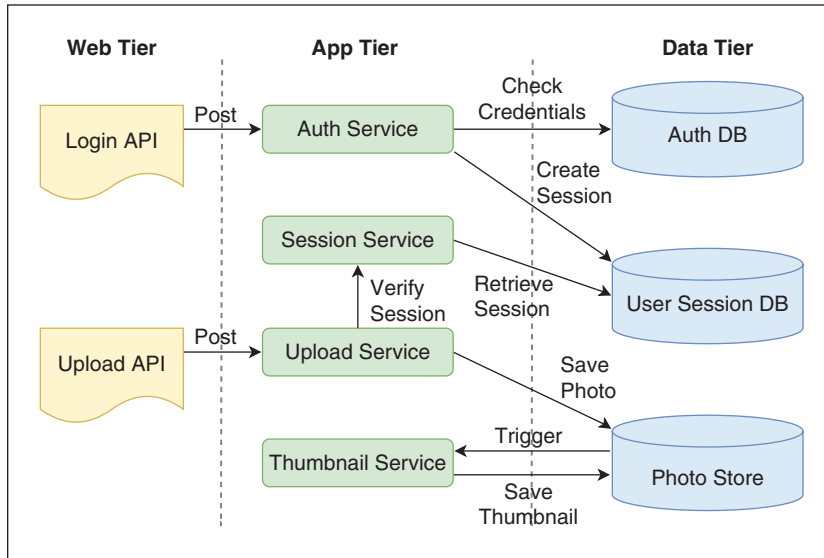 Web Tier
App Tier
Data Tier
Login API
Post
Auth Service
Check
Credentials
Auth DB
Create
Session
Session Service
Retrieve
Session
User Session DB
Verify
Session
Upload API
Post
Upload Service
Save
Photo
Trigger
Thumbnail Service
Save
Thumbnail
Photo Store